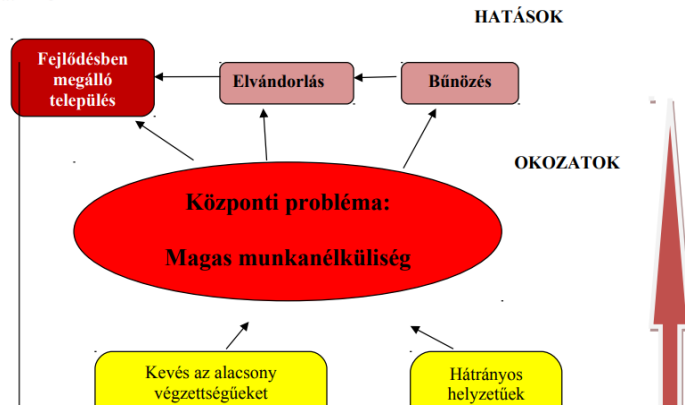 HATÁSOK
Fejlődésben
megálló
település
Elvándorlás
Bűnözés
OKOZATOK
Központi probléma:
Magas munkanélküliség
Kevés az alacsony
végzettségűeket
Hátrányos
helyzetűek